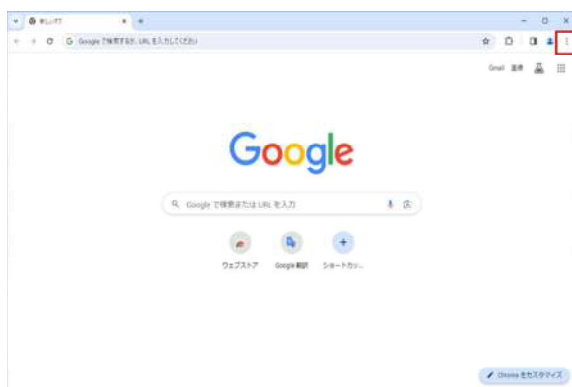 新しいタブ
Google で検索するか、URL を入力してください
Gmail 画像
Google
Google で検索または URL を入力
ウェブストア Google 翻訳 ショートカッ...
Chrome をカスタマイズ